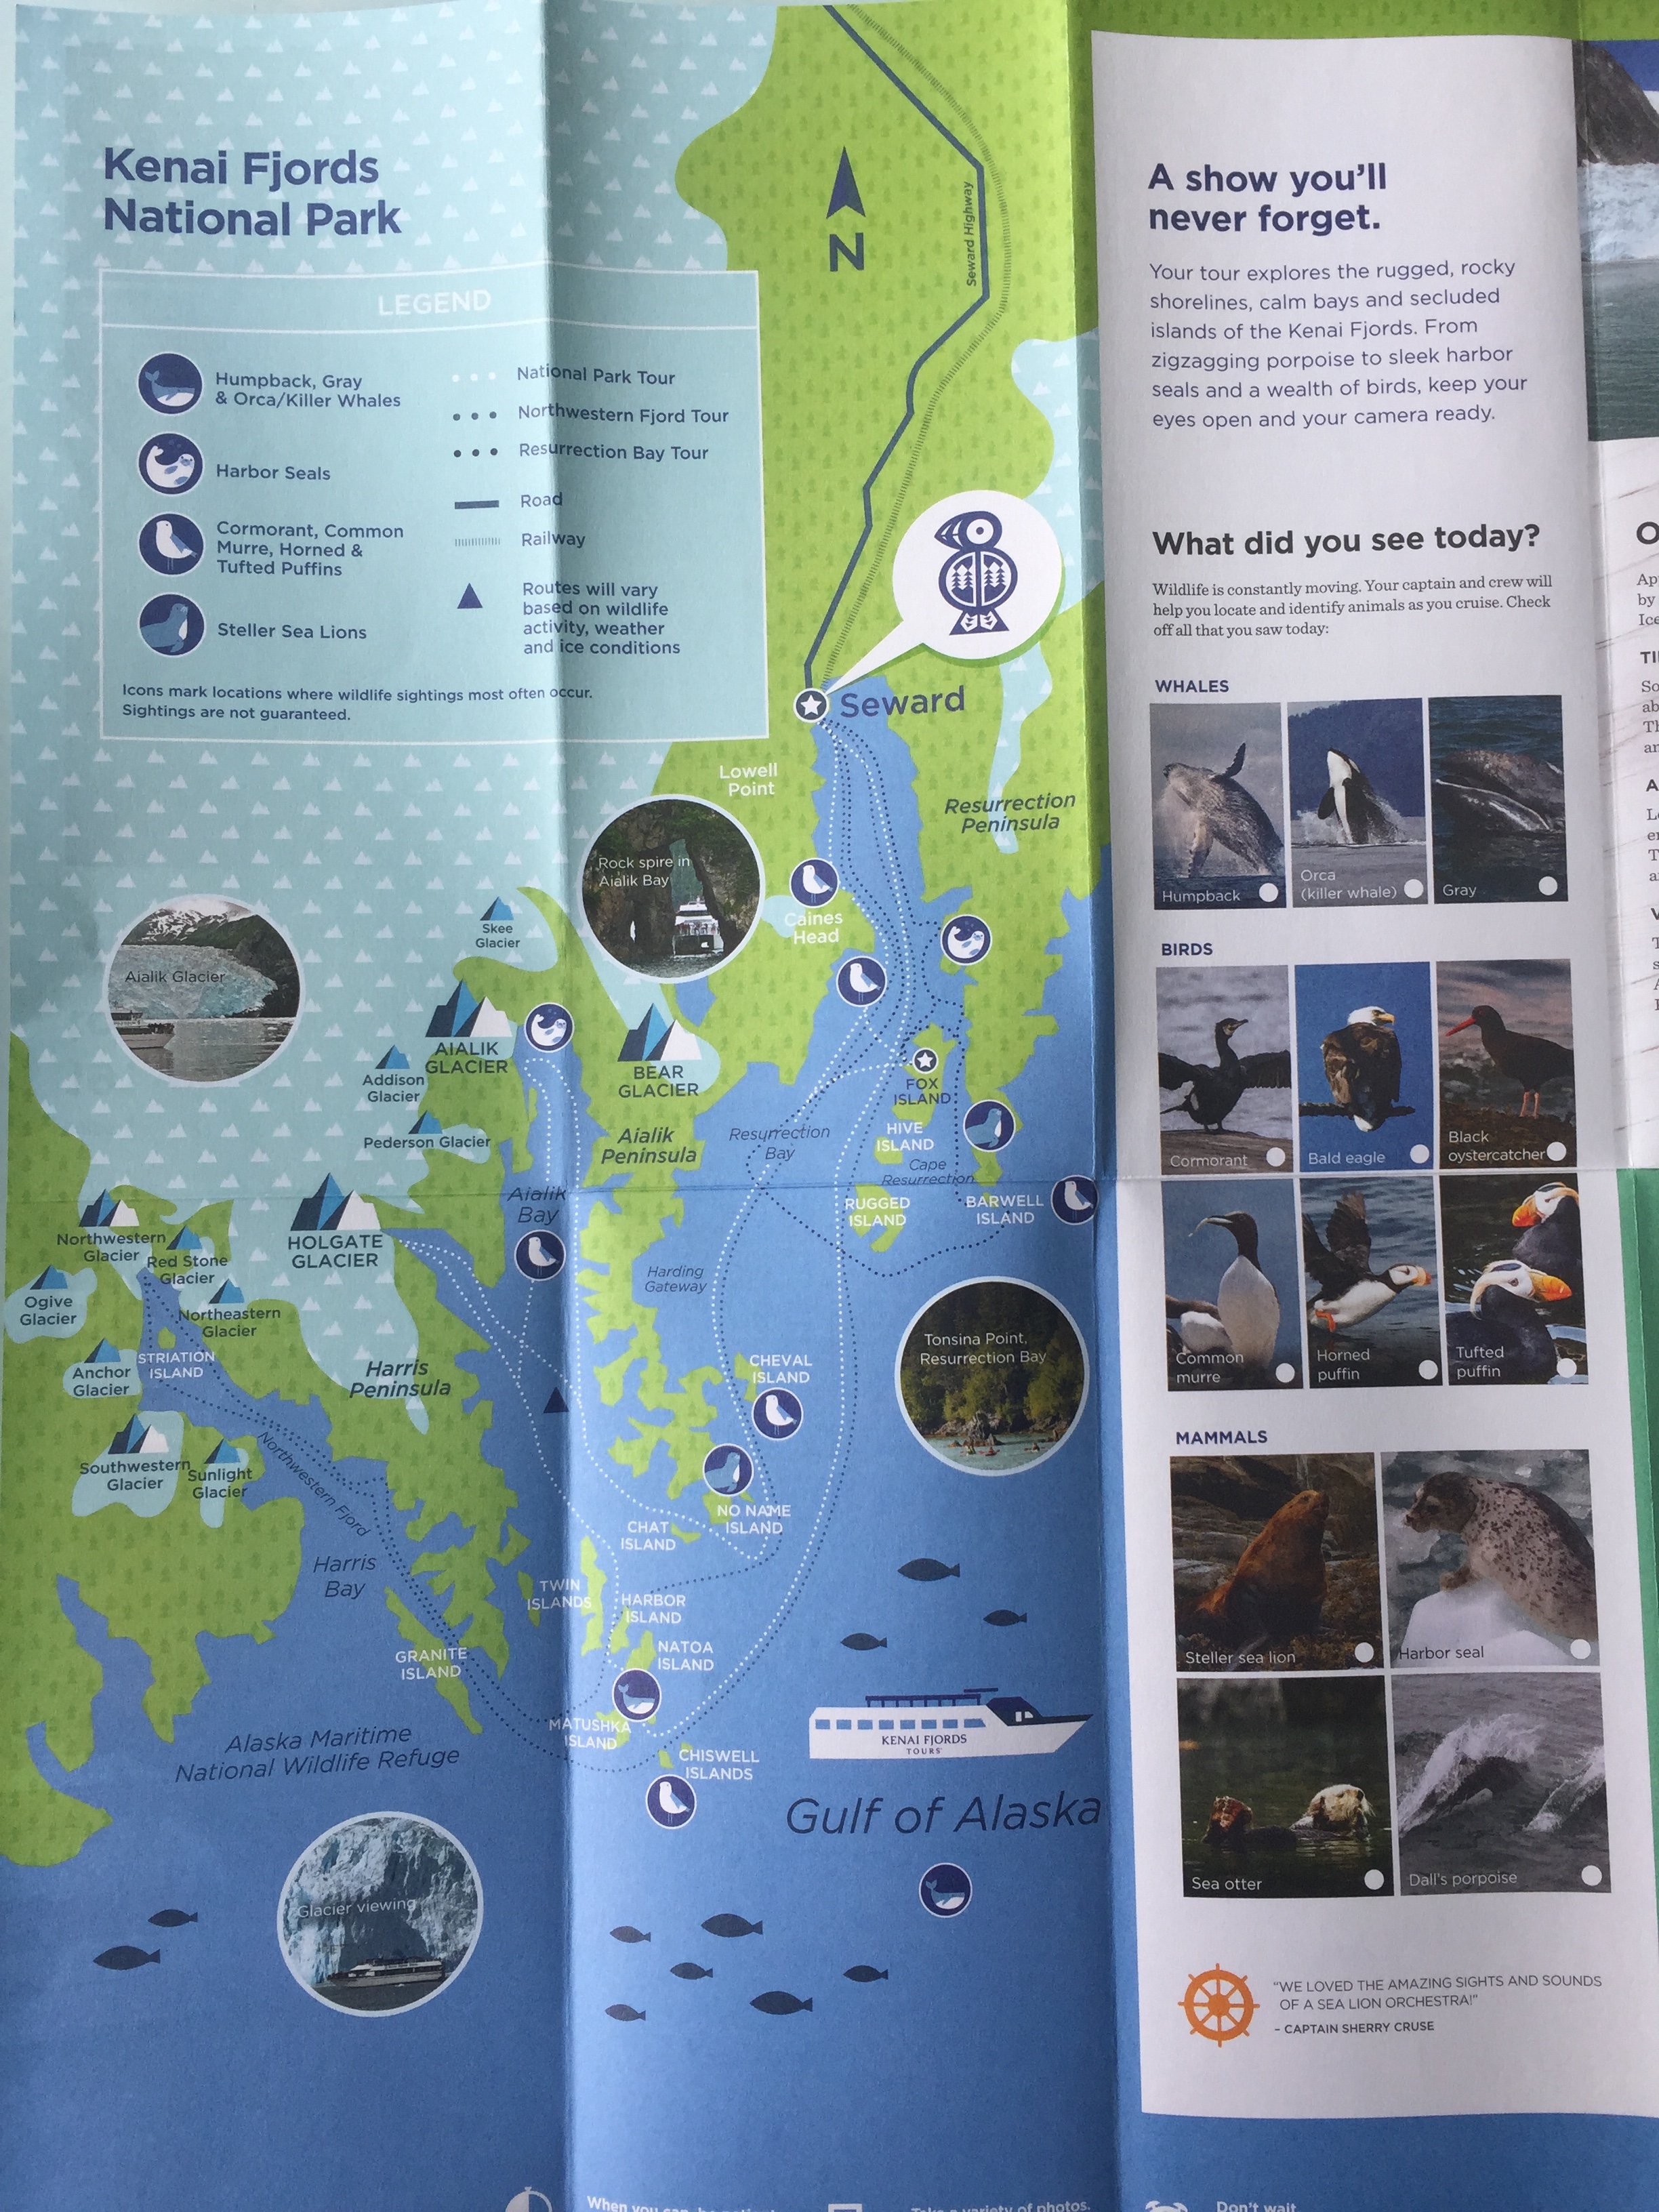 Kenai Fjords
National Park
LEGEND
Humpback, Gray
& Orca/Killer Whales
Harbor Seals
Cormorant, Common
Murre, Horned &
Tufted Puffins
Steller Sea Lions
National Park Tour
Northwestern Fjord Tour
Resurrection Bay Tour
Road
Railway
Routes will vary
based on wildlife
activity, weather
and ice conditions
Icons mark locations where wildlife sightings most often occur.
Sightings are not guaranteed.
N
Seward Highway
Seward
Lowell
Point
Resurrection
Peninsula
Rock spire in
Aialik Bay
Caines
Head
Skee
Glacier
Aialik Glacier
AIALIK
GLACIER
BEAR
GLACIER
Addison
Glacier
Pederson Glacier
FOX
ISLAND
HIVE
ISLAND
Aialik
Peninsula
Resurrection
Bay
Cape
Resurrection
Aialik
Bay
RUGGED
ISLAND
BARWELL
ISLAND
HOLGATE
GLACIER
Northwestern
Glacier
Red Stone
Glacier
Ogive
Glacier
Northeastern
Glacier
Harding
Gateway
STRIATION
ISLAND
Anchor
Glacier
Harris
Peninsula
CHEVAL
ISLAND
Tonsina Point,
Resurrection Bay
Southwestern
Glacier
Sunlight
Glacier
Northwestern Fjord
NO NAME
ISLAND
CHAT
ISLAND
Harris
Bay
TWIN
ISLANDS
HARBOR
ISLAND
GRANITE
ISLAND
NATOA
ISLAND
MATUSHKA
ISLAND
CHISWELL
ISLANDS
KENAI FJORDS
TOURS
Alaska Maritime
National Wildlife Refuge
Gulf of Alaska
Glacier viewing
When you can, be patient
Take a variety of photos.
Don't wait
A show you'll
never forget.
Your tour explores the rugged, rocky
shorelines, calm bays and secluded
islands of the Kenai Fjords. From
zigzagging porpoise to sleek harbor
seals and a wealth of birds, keep your
eyes open and your camera ready.
What did you see today?
Wildlife is constantly moving. Your captain and crew will
help you locate and identify animals as you cruise. Check
off all that you saw today:
WHALES
Humpback
Orca
(killer whale)
Gray
BIRDS
Cormorant
Bald eagle
Black
oystercatcher
Common
murre
Horned
puffin
Tufted
puffin
MAMMALS
Steller sea lion
Harbor seal
Sea otter
Dall's porpoise
"WE LOVED THE AMAZING SIGHTS AND SOUNDS
OF A SEA LION ORCHESTRA!"
- CAPTAIN SHERRY CRUSE